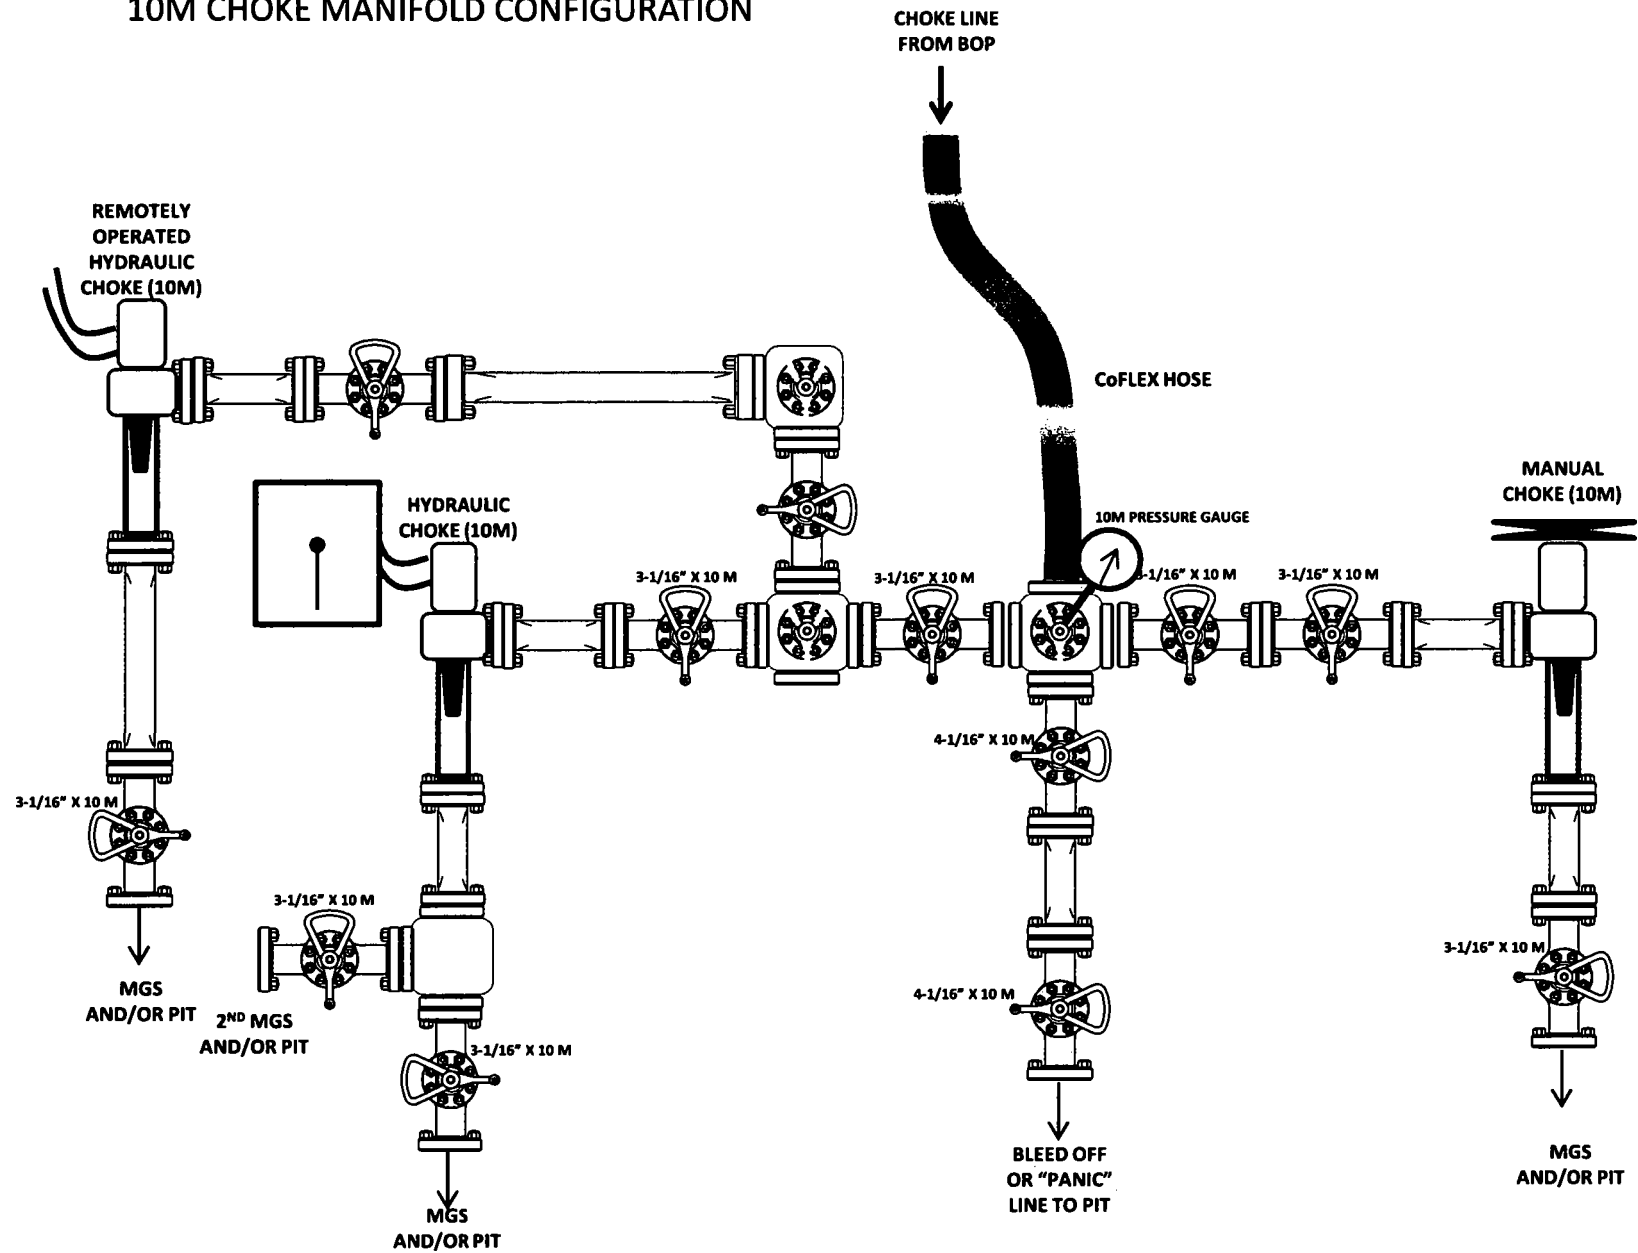 10M CHOKE MANIFOLD CONFIGURATION
CHOKE LINE
FROM BOP
REMOTELY
OPERATED
HYDRAULIC
CHOKE (10M)
CoFLEX HOSE
MANUAL
CHOKE (10M)
HYDRAULIC
CHOKE (10M)
10M PRESSURE GAUGE
3-1/16" X 10 M
3-1/16" X 10 M
3-1/16" X 10 M
3-1/16" X 10 M
4-1/16" X 10 M
3-1/16" X 10 M
3-1/16" X 10 M
3-1/16" X 10 M
4-1/16" X 10 M
MGS
AND/OR PIT
2ND MGS
AND/OR PIT
3-1/16" X 10 M
BLEED OFF
OR “PANIC”
LINE TO PIT
MGS
AND/OR PIT
MGS
AND/OR PIT